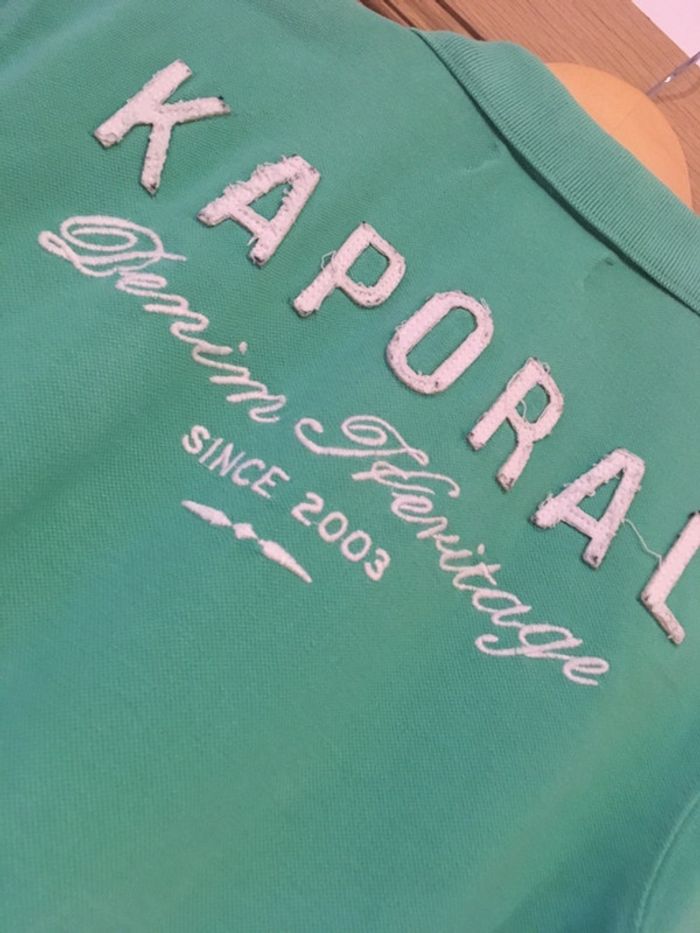 KAPORAL
Denim Heritage
SINCE 2003